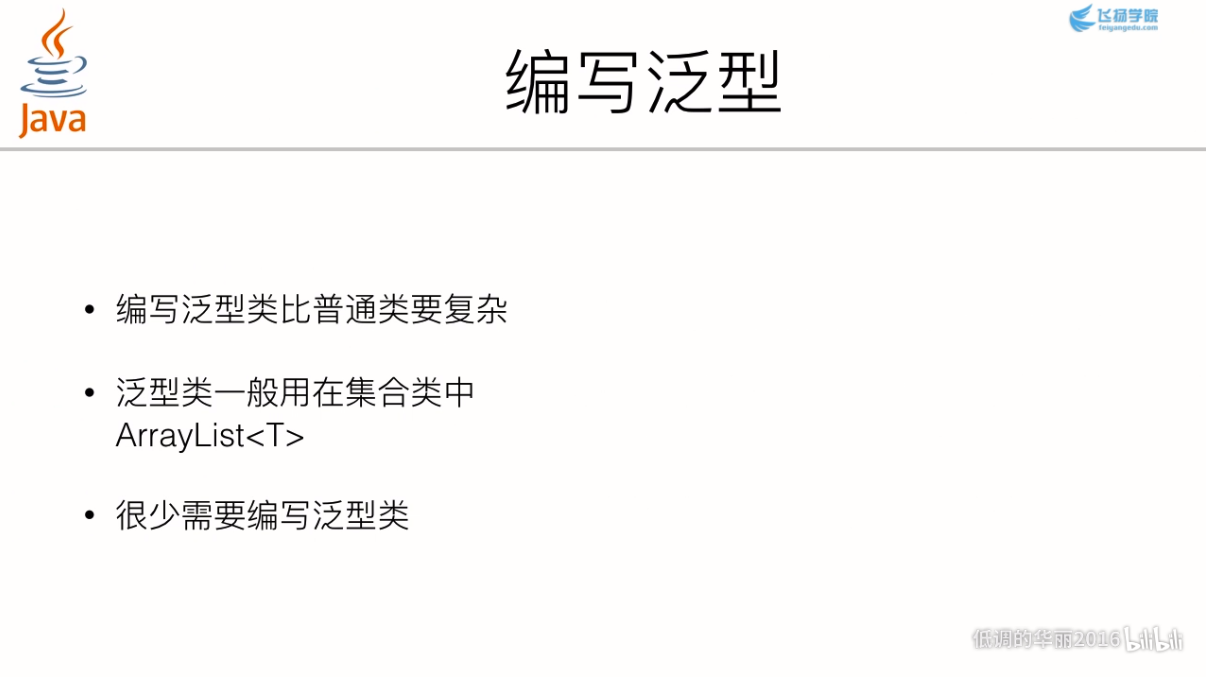 Java
飞扬学院
feiyangedu.com
编写泛型
• 编写泛型类比普通类要复杂
• 泛型类一般用在集合类中
ArrayList<T>
• 很少需要编写泛型类
低调的华丽2016 bilibili